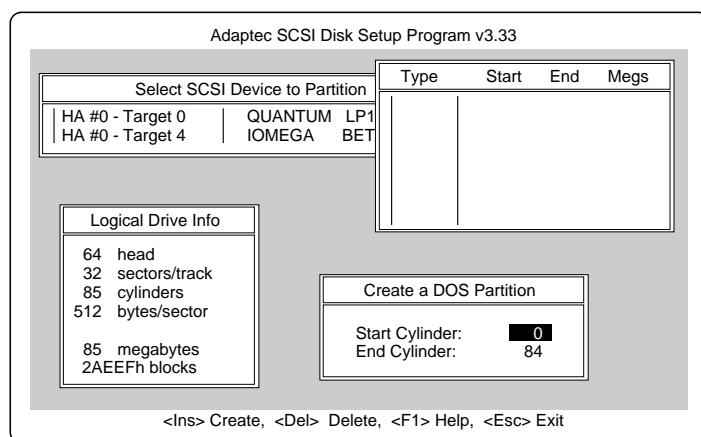 Adaptec SCSI Disk Setup Program v3.33
Select SCSI Device to Partition
HA #0 - Target 0 QUANTUM LP1
HA #0 - Target 4 IOMEGA BET
Type Start End Megs
Logical Drive Info
64 head
32 sectors/track
85 cylinders
512 bytes/sector
85 megabytes
2AEEFh blocks
Create a DOS Partition
Start Cylinder: 0
End Cylinder: 84
<Ins> Create, <Del> Delete, <F1> Help, <Esc> Exit